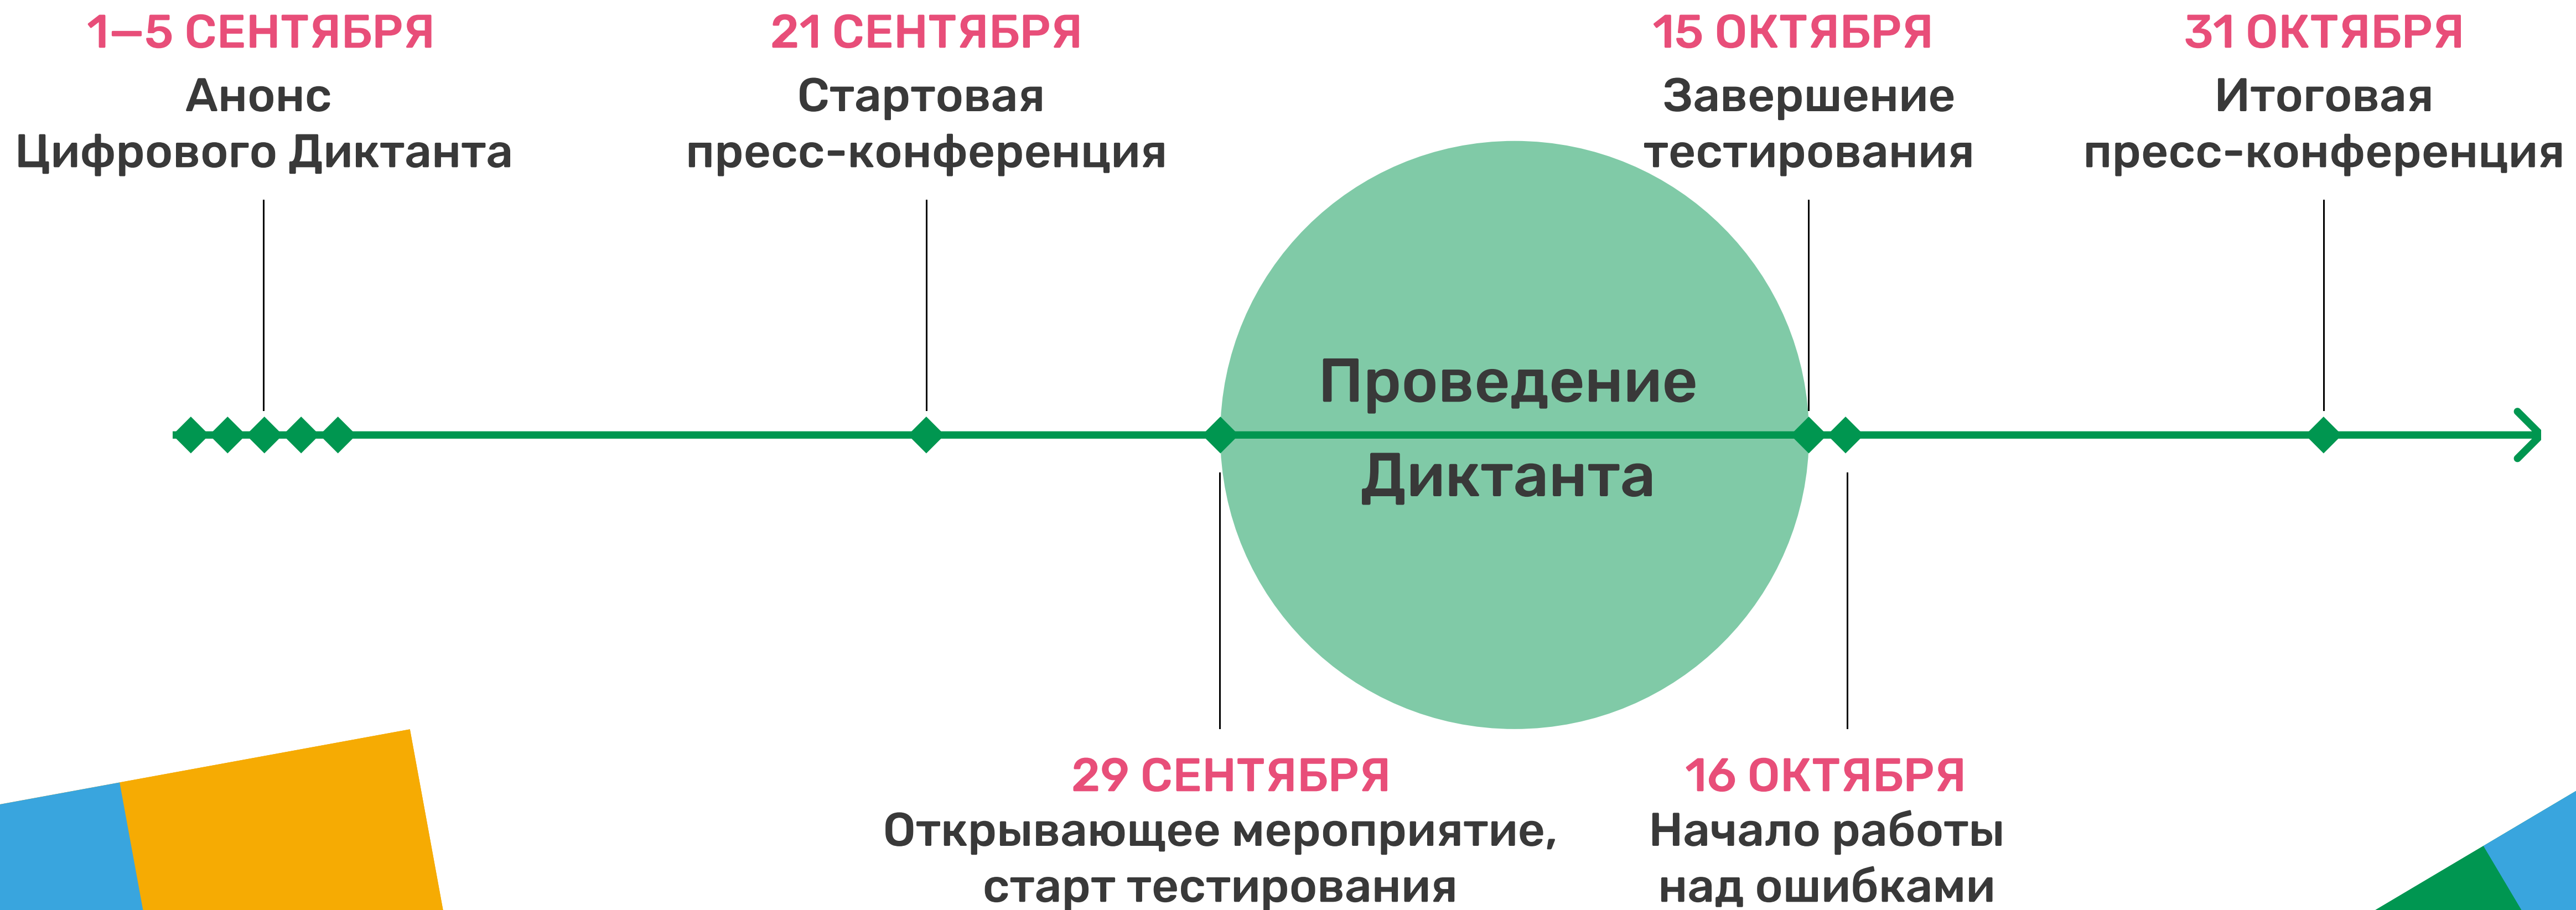 1—5 СЕНТЯБРЯ
Анонс
Цифрового Диктанта
21 СЕНТЯБРЯ
Стартовая
пресс-конференция
15 ОКТЯБРЯ
Завершение
тестирования
31 ОКТЯБРЯ
Итоговая
пресс-конференция
Проведение
Диктанта
29 СЕНТЯБРЯ
Открывающее мероприятие,
старт тестирования
16 ОКТЯБРЯ
Начало работы
над ошибками